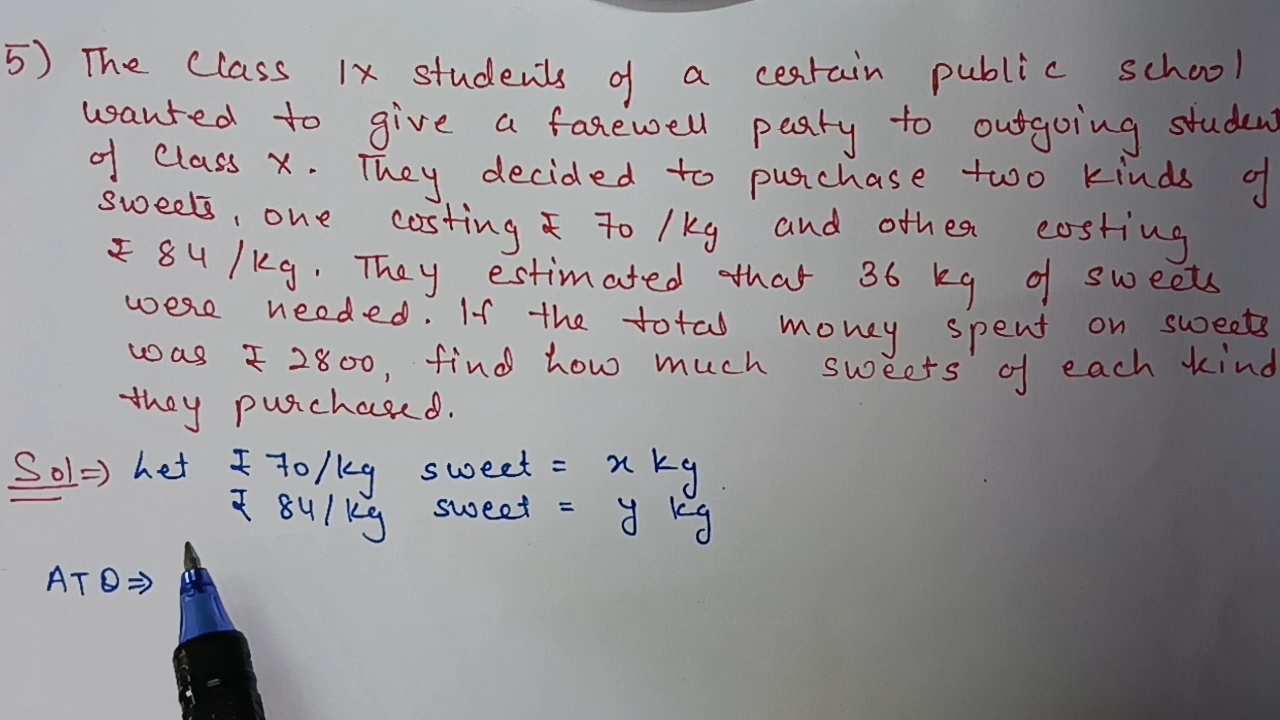 5) The Class IX students of a certain public school
wanted to give a farewell party to outgoing student
of Class X. They decided to purchase two kinds of
sweets, one costing ₹ 70/kg and other costing
₹ 84/kg. They estimated that 36 kg of sweets
were needed. If the total money spent on sweets
was ₹ 2800, find how much sweets of each kind
they purchased.
Sol⇒ Let ₹ 70/kg sweet = x kg
₹ 84/kg sweet = y kg
ATQ⇒